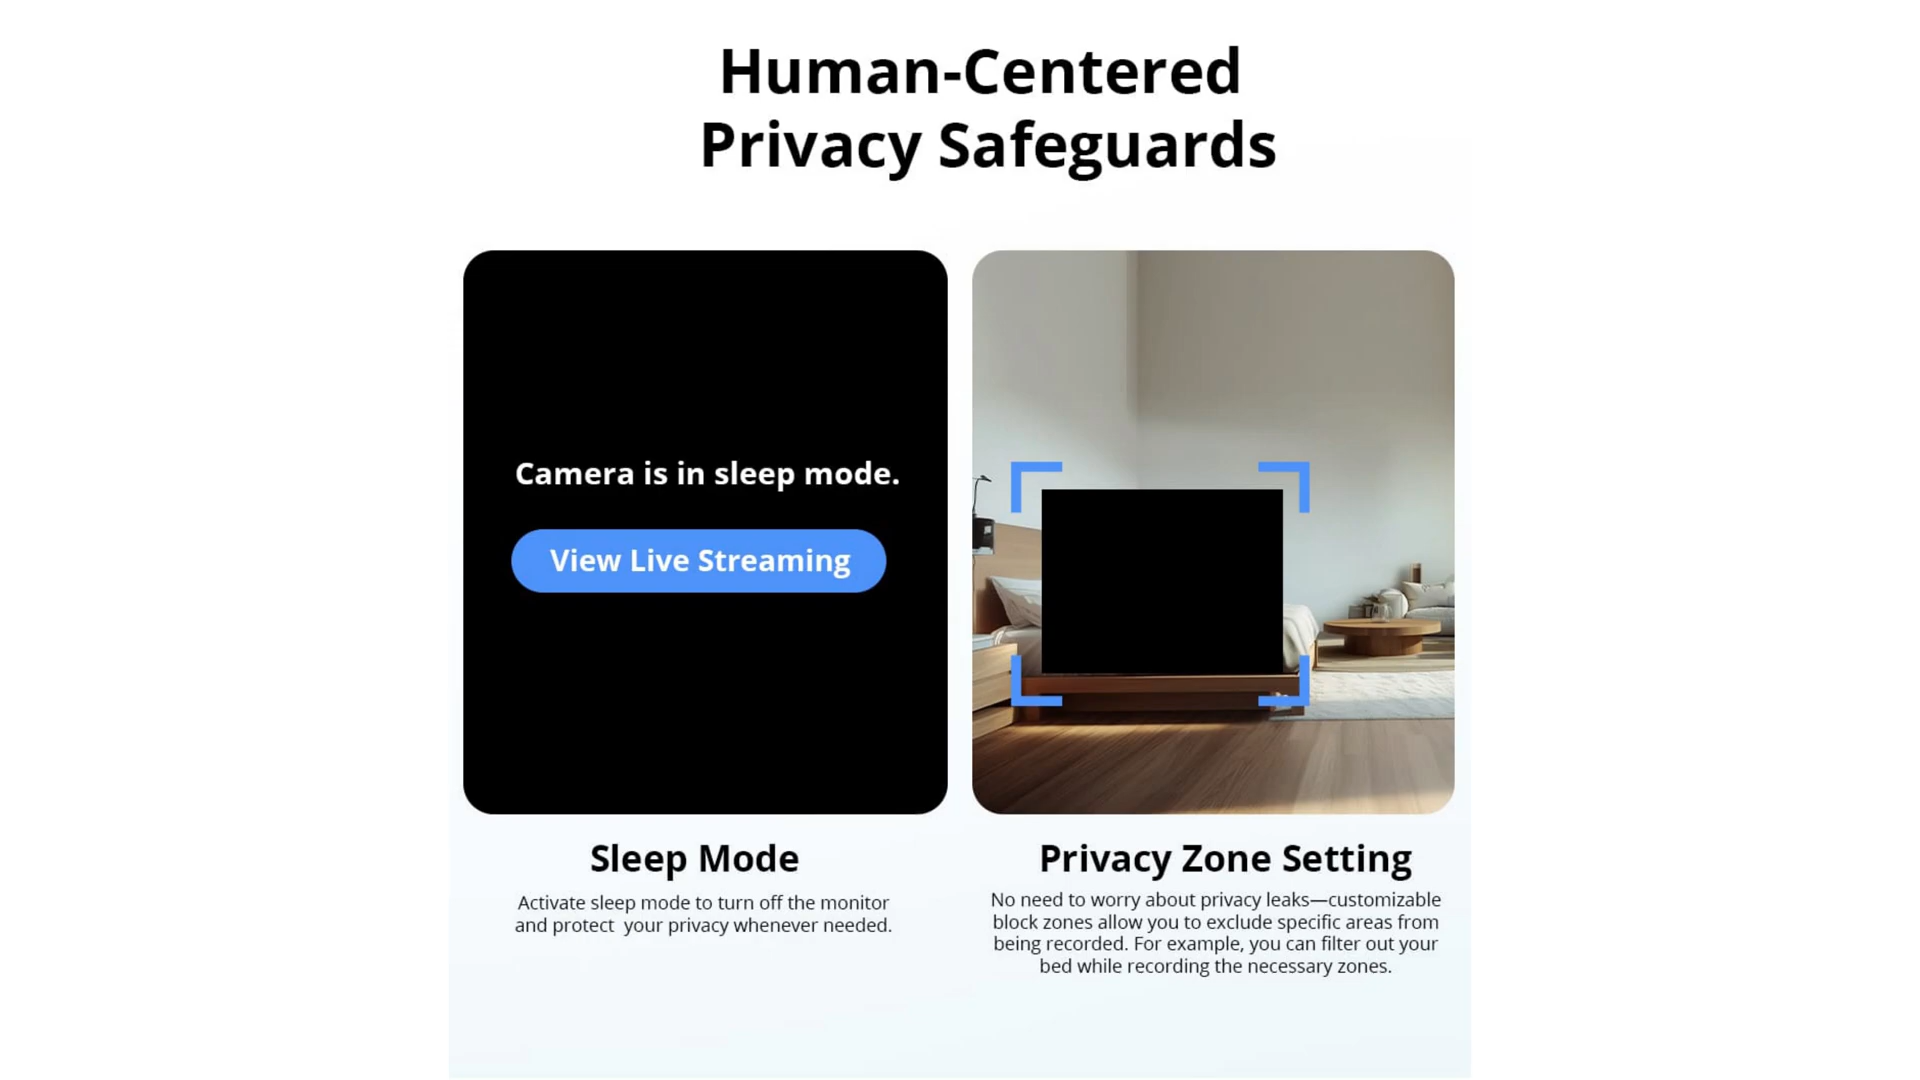 Human-Centered
Privacy Safeguards
Camera is in sleep mode.
View Live Streaming
Sleep Mode
Activate sleep mode to turn off the monitor
and protect  your privacy whenever needed.
Privacy Zone Setting
No need to worry about privacy leaks—customizable
block zones allow you to exclude specific areas from
being recorded. For example, you can filter out your
bed while recording the necessary zones.